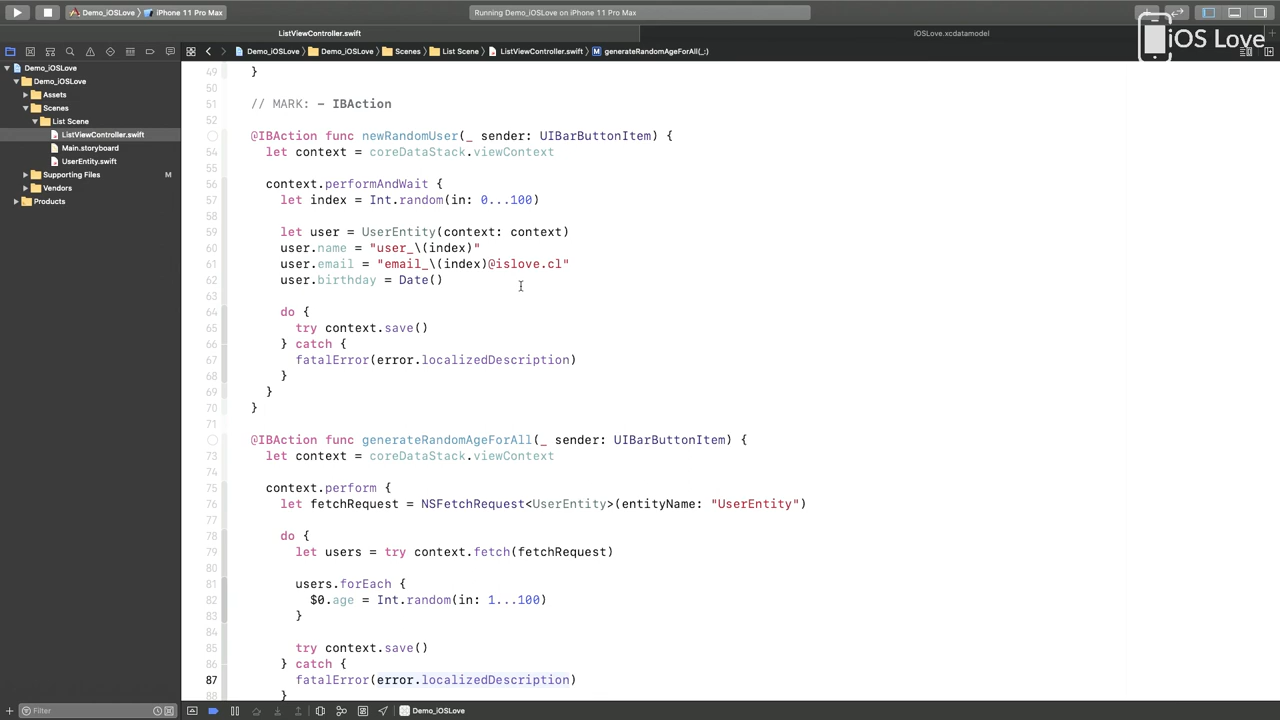 Demo_iOSLove
iPhone 11 Pro Max
Running Demo_iOSLove on iPhone 11 Pro Max
ListViewController.swift
iOSLove.xcdatamodel
iOS Love
Demo_iOSLove
Demo_iOSLove
Scenes
List Scene
ListViewController.swift
M
generateRandomAgeForAll(_:)
Demo_iOSLove
Demo_iOSLove
Assets
Scenes
List Scene
ListViewController.swift
Main.storyboard
UserEntity.swift
Supporting Files
M
Vendors
Products
49 }
50
51 // MARK: - IBAction
52
@IBAction func newRandomUser(_ sender: UIBarButtonItem) {
54 let context = coreDataStack.viewContext
55
56 context.performAndWait {
57 let index = Int.random(in: 0...100)
58
59 let user = UserEntity(context: context)
60 user.name = "user_\(index)"
61 user.email = "email_\(index)@islove.cl"
62 user.birthday = Date()
63
64 do {
65 try context.save()
66 } catch {
67 fatalError(error.localizedDescription)
68 }
69 }
70 }
71
@IBAction func generateRandomAgeForAll(_ sender: UIBarButtonItem) {
73 let context = coreDataStack.viewContext
74
75 context.perform {
76 let fetchRequest = NSFetchRequest<UserEntity>(entityName: "UserEntity")
77
78 do {
79 let users = try context.fetch(fetchRequest)
80
81 users.forEach {
82 $0.age = Int.random(in: 1...100)
83 }
84
85 try context.save()
86 } catch {
87 fatalError(error.localizedDescription)
88 }
Filter
Demo_iOSLove